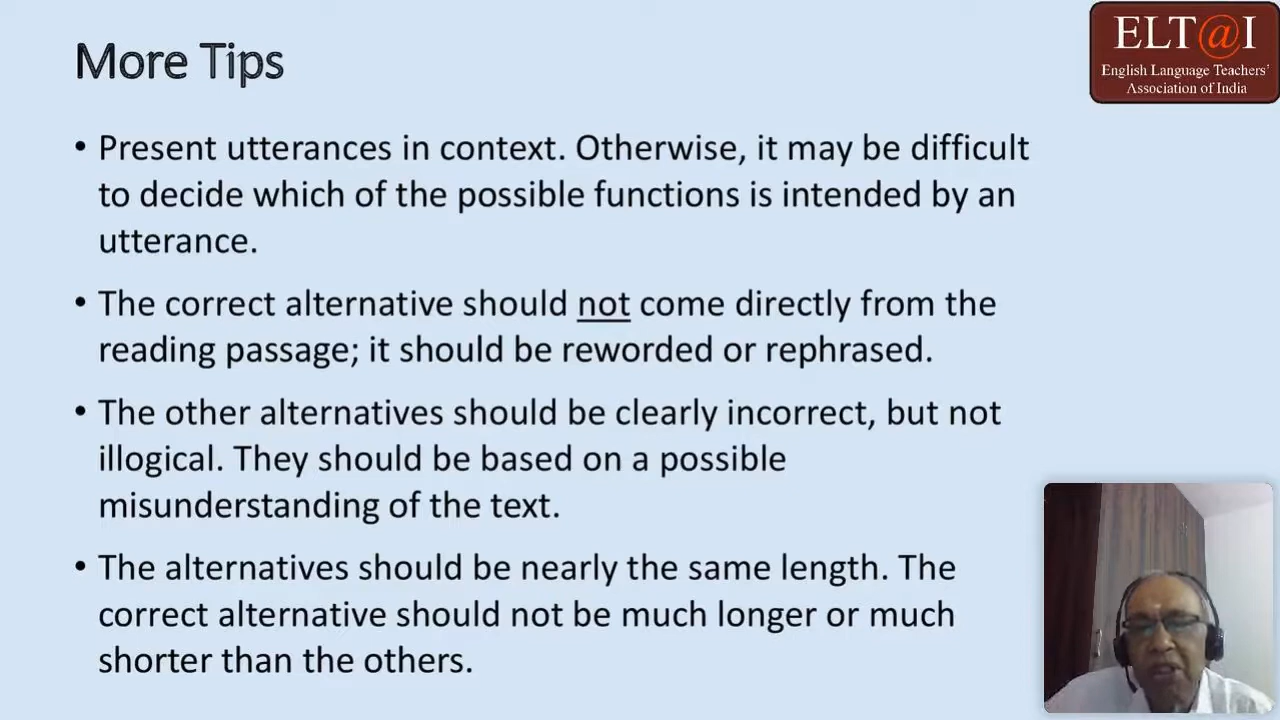 More Tips
ELT@I
English Language Teachers'
Association of India
• Present utterances in context. Otherwise, it may be difficult
to decide which of the possible functions is intended by an
utterance.
• The correct alternative should not come directly from the
reading passage; it should be reworded or rephrased.
• The other alternatives should be clearly incorrect, but not
illogical. They should be based on a possible
misunderstanding of the text.
• The alternatives should be nearly the same length. The
correct alternative should not be much longer or much
shorter than the others.